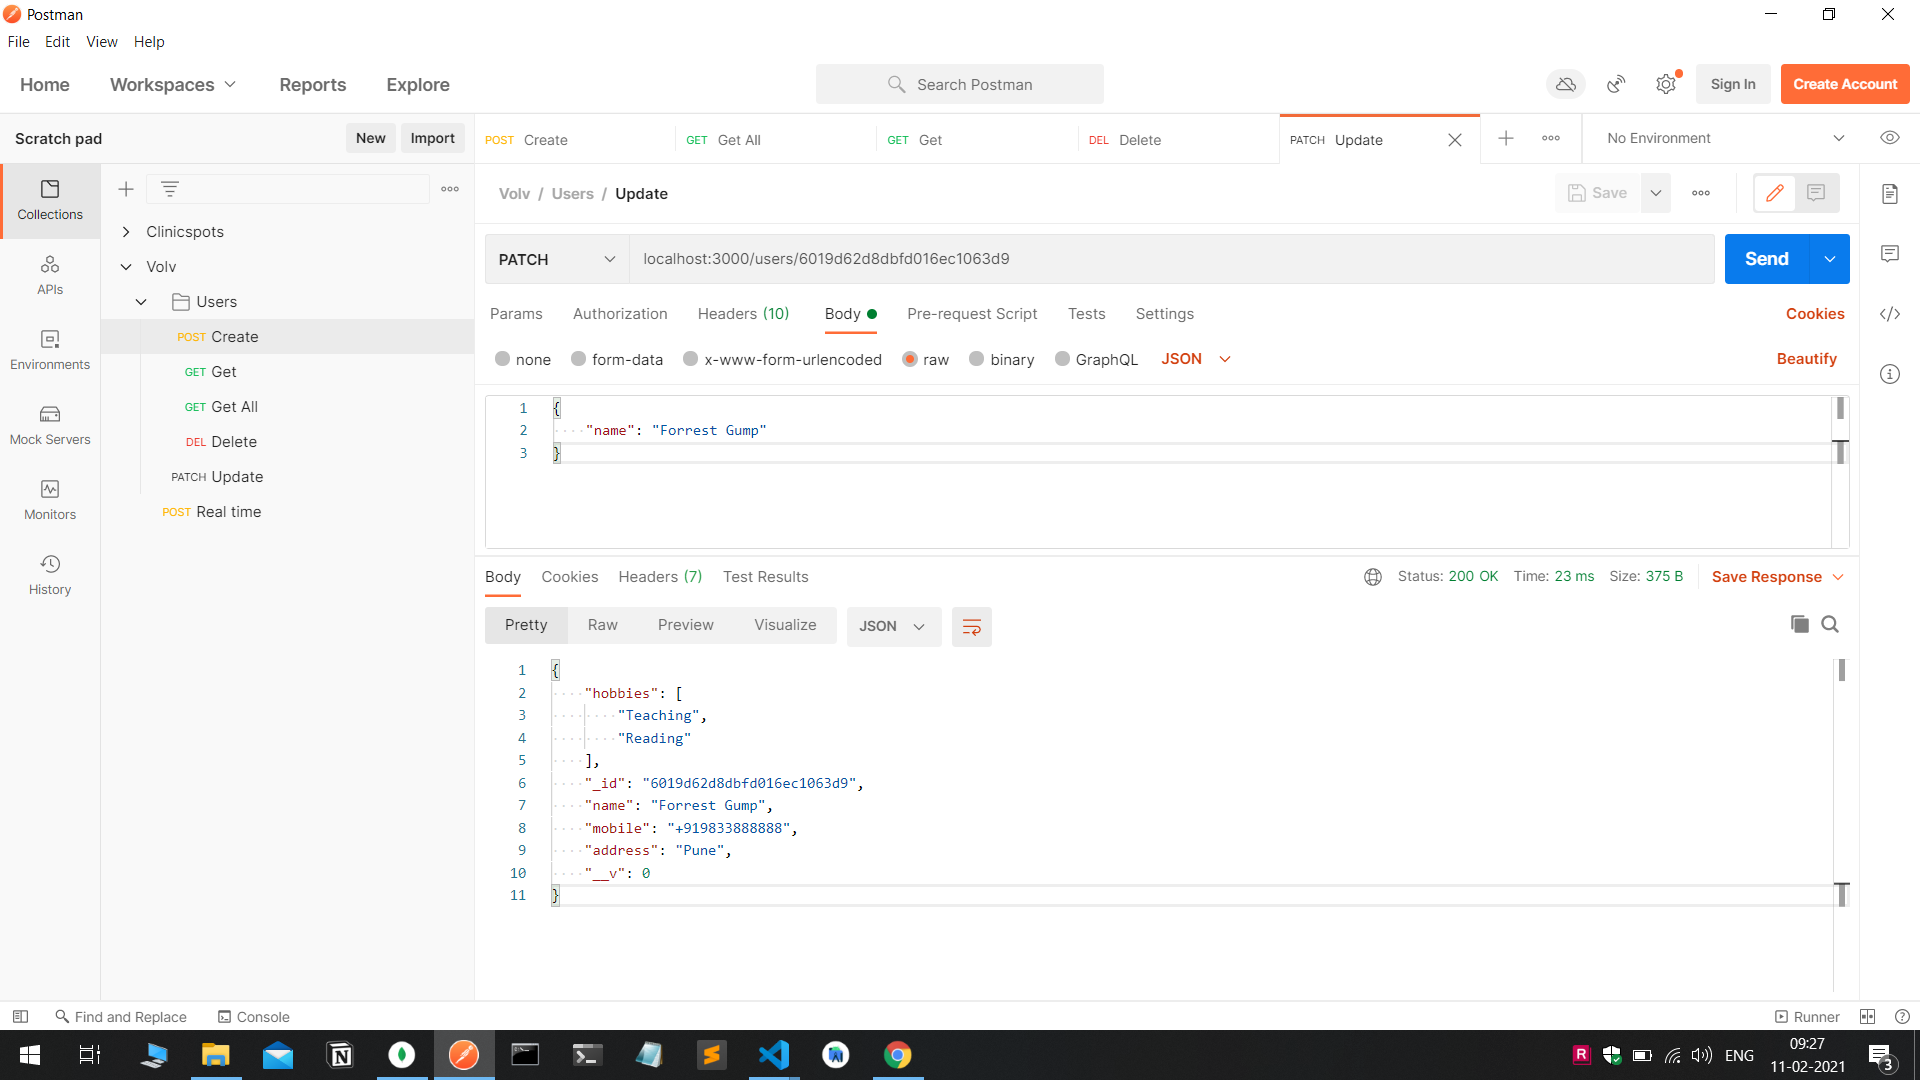 Postman
File Edit View Help
Home Workspaces Reports Explore Search Postman Sign In Create Account
Scratch pad New Import POST Create GET Get All GET Get DEL Delete PATCH Update No Environment
Volv / Users / Update Save
Collections
APIs
Environments
Mock Servers
Monitors
History
Clinicspots
Volv
Users
POST Create
GET Get
GET Get All
DEL Delete
PATCH Update
POST Real time
PATCH localhost:3000/users/6019d62d8dbfd016ec1063d9 Send
Params Authorization Headers (10) Body Pre-request Script Tests Settings Cookies
none form-data x-www-form-urlencoded raw binary GraphQL JSON Beautify
1 {
2 "name": "Forrest Gump"
3 }
Body Cookies Headers (7) Test Results Status: 200 OK Time: 23 ms Size: 375 B Save Response
Pretty Raw Preview Visualize JSON
1 {
2 "hobbies": [
3 "Teaching",
4 "Reading"
5 ],
6 "_id": "6019d62d8dbfd016ec1063d9",
7 "name": "Forrest Gump",
8 "mobile": "+919833888888",
9 "address": "Pune",
10 "__v": 0
11 }
Find and Replace Console Runner
R ENG 09:27
11-02-2021 3